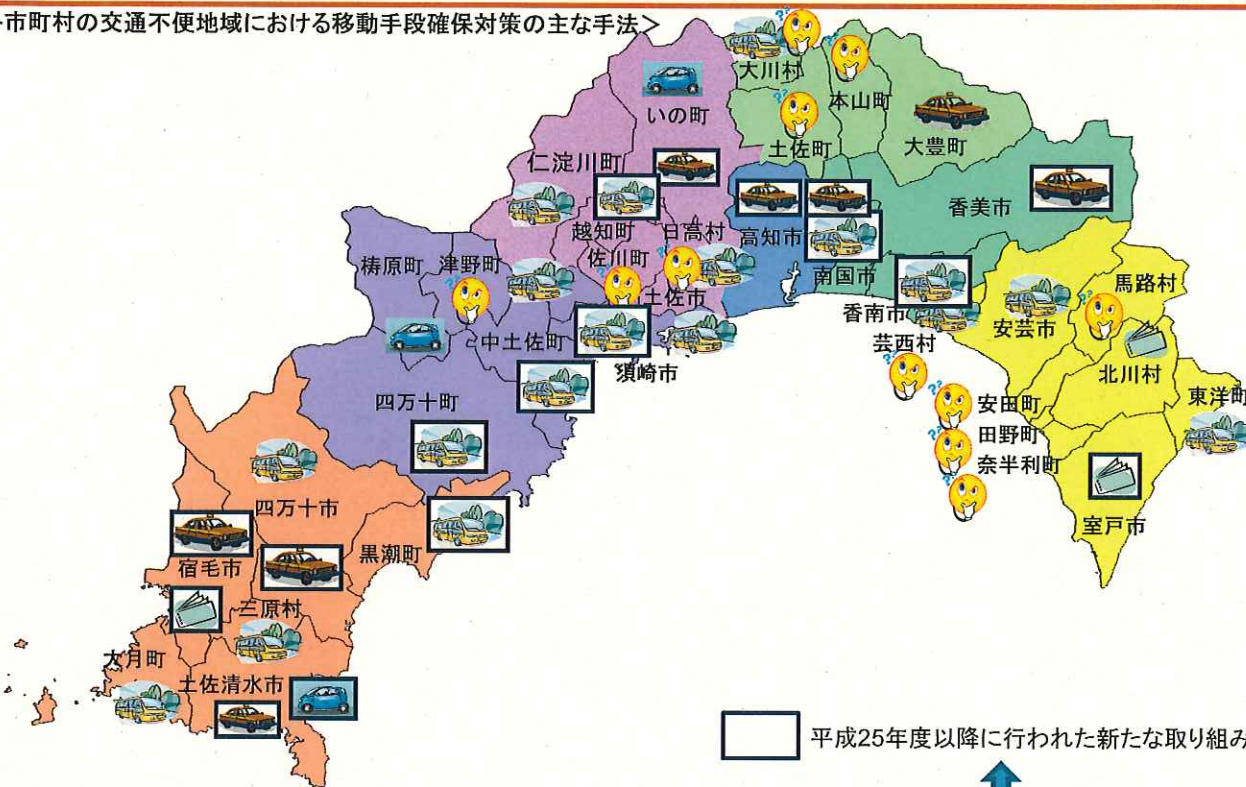 市町村の交通不便地域における移動手段確保対策の主な手法>
大川村
本山町
いの町
土佐町
大豊町
仁淀川町
香美市
越知町
日高村
高知市
梼原町
津野町
佐川町
南国市
馬路村
土佐市
香南市
安芸市
中土佐町
芸西村
須崎市
北川村
東洋町
四万十町
安田町
田野町
奈半利町
四万十市
室戸市
黒潮町
宿毛市
三原村
大月町
土佐清水市
平成25年度以降に行われた新たな取り組み